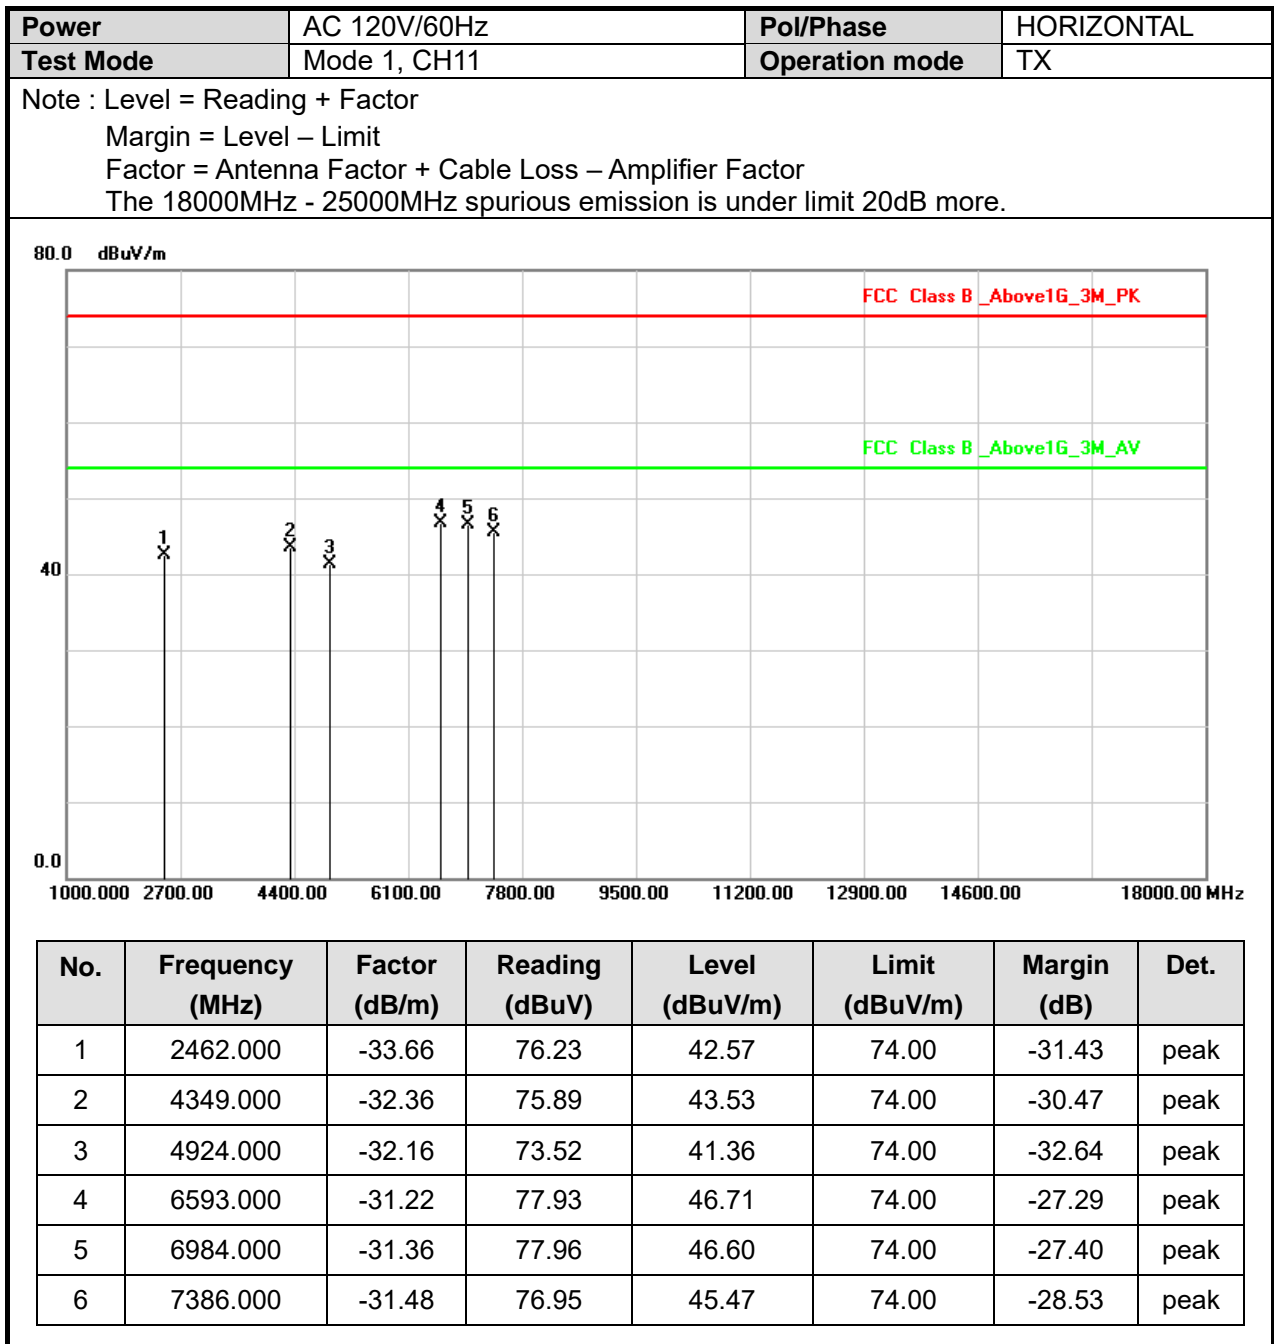 Power AC 120V/60Hz Pol/Phase HORIZONTAL
Test Mode Mode 1, CH11 Operation mode TX
Note : Level = Reading + Factor
Margin = Level – Limit
Factor = Antenna Factor + Cable Loss – Amplifier Factor
The 18000MHz - 25000MHz spurious emission is under limit 20dB more.
80.0 dBuV/m
FCC Class B _Above1G_3M_PK
FCC Class B _Above1G_3M_AV
1 2 3 4 5 6
40
0.0
1000.000 2700.00 4400.00 6100.00 7800.00 9500.00 11200.00 12900.00 14600.00 18000.00 MHz
No. Frequency (MHz) Factor (dB/m) Reading (dBuV) Level (dBuV/m) Limit (dBuV/m) Margin (dB) Det.
1 2462.000 -33.66 76.23 42.57 74.00 -31.43 peak
2 4349.000 -32.36 75.89 43.53 74.00 -30.47 peak
3 4924.000 -32.16 73.52 41.36 74.00 -32.64 peak
4 6593.000 -31.22 77.93 46.71 74.00 -27.29 peak
5 6984.000 -31.36 77.96 46.60 74.00 -27.40 peak
6 7386.000 -31.48 76.95 45.47 74.00 -28.53 peak